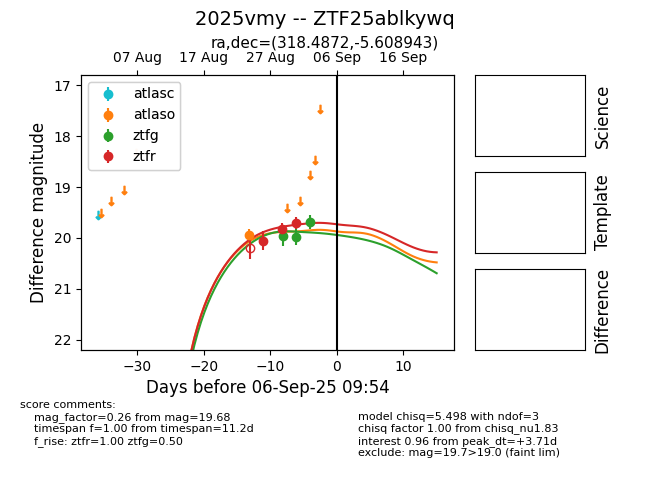 2025vmy -- ZTF25ablkywq
ra,dec=(318.4872,-5.608943)
07 Aug 17 Aug 27 Aug 06 Sep 16 Sep
atlasc
atlaso
ztfg
ztfr
17
18
19
20
21
22
Difference magnitude
−30 −20 −10 0 10
Days before 06-Sep-25 09:54
Science
Template
Difference
score comments:
mag_factor=0.26 from mag=19.68
timespan f=1.00 from timespan=11.2d
f_rise: ztfr=1.00 ztfg=0.50
model chisq=5.498 with ndof=3
chisq factor 1.00 from chisq_nu1.83
interest 0.96 from peak_dt=+3.71d
exclude: mag=19.7>19.0 (faint lim)